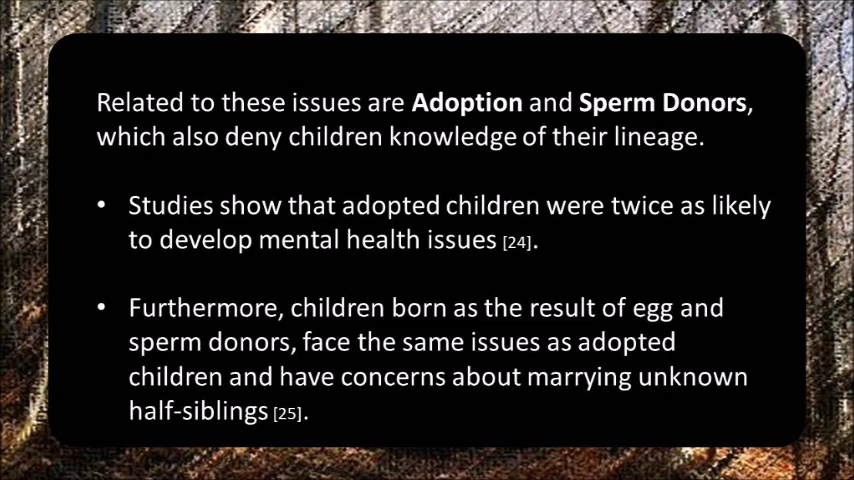 Related to these issues are Adoption and Sperm Donors,
which also deny children knowledge of their lineage.
• Studies show that adopted children were twice as likely
to develop mental health issues [24].
• Furthermore, children born as the result of egg and
sperm donors, face the same issues as adopted
children and have concerns about marrying unknown
half-siblings [25].